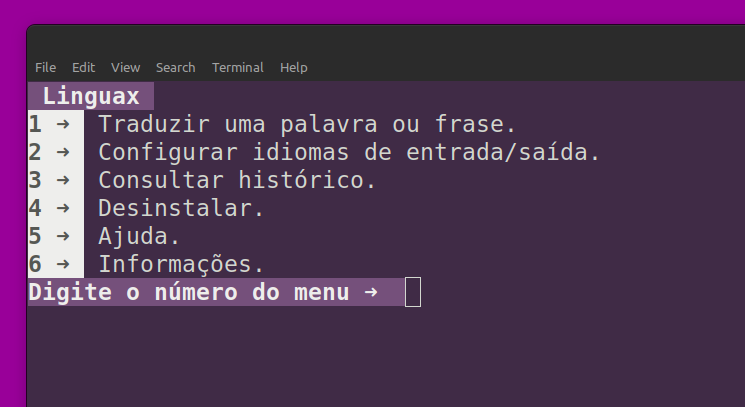 File Edit View Search Terminal Help
Linguax
1 → Traduzir uma palavra ou frase.
2 → Configurar idiomas de entrada/saída.
3 → Consultar histórico.
4 → Desinstalar.
5 → Ajuda.
6 → Informações.
Digite o número do menu →